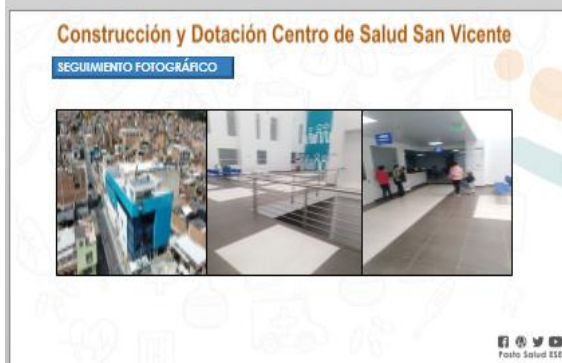 Construcción y Dotación Centro de Salud San Vicente
SEGUIMIENTO FOTOGRÁFICO
Pasto Salud ESE